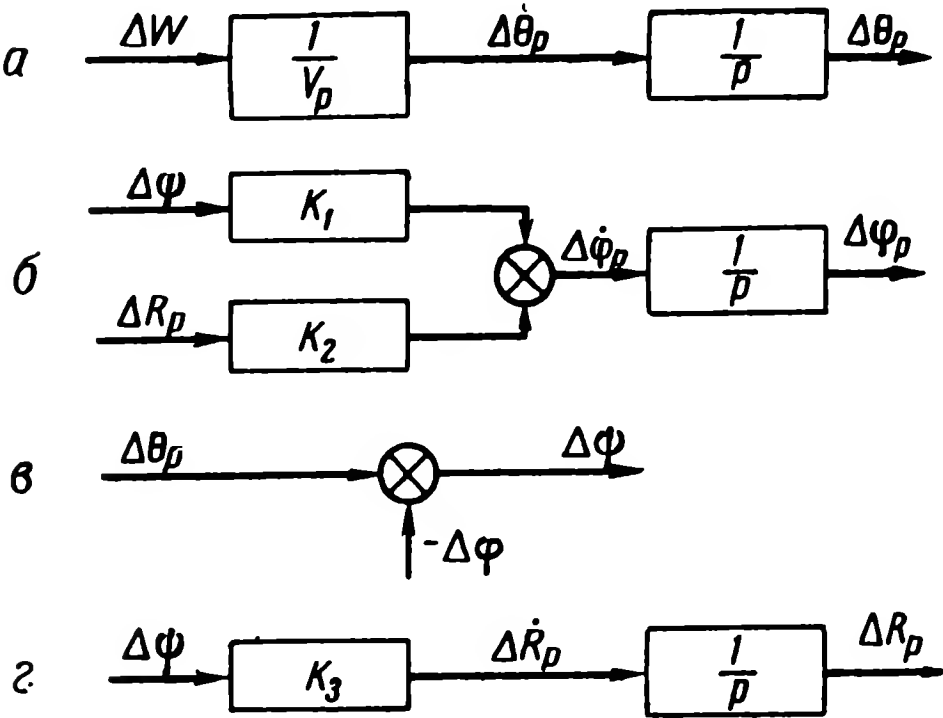 а ΔW 1/V_p Δθ̇_p 1/p Δθ_p
Δψ K_1
б Δφ̇_p 1/p Δφ_p
ΔR_p K_2
в Δθ_p Δψ
-Δφ
г. Δψ K_3 ΔṘ_p 1/p ΔR_p